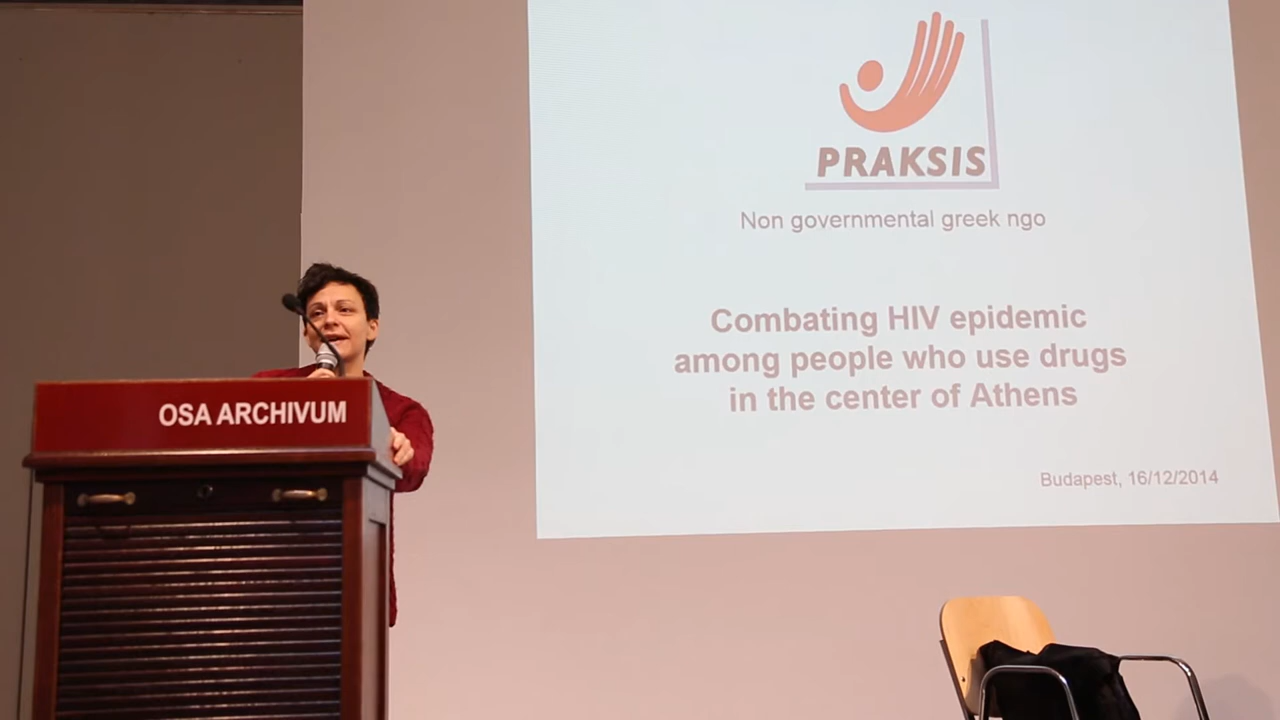 PRAKSIS
Non governmental greek ngo
Combating HIV epidemic
among people who use drugs
in the center of Athens
Budapest, 16/12/2014
OSA ARCHIVUM